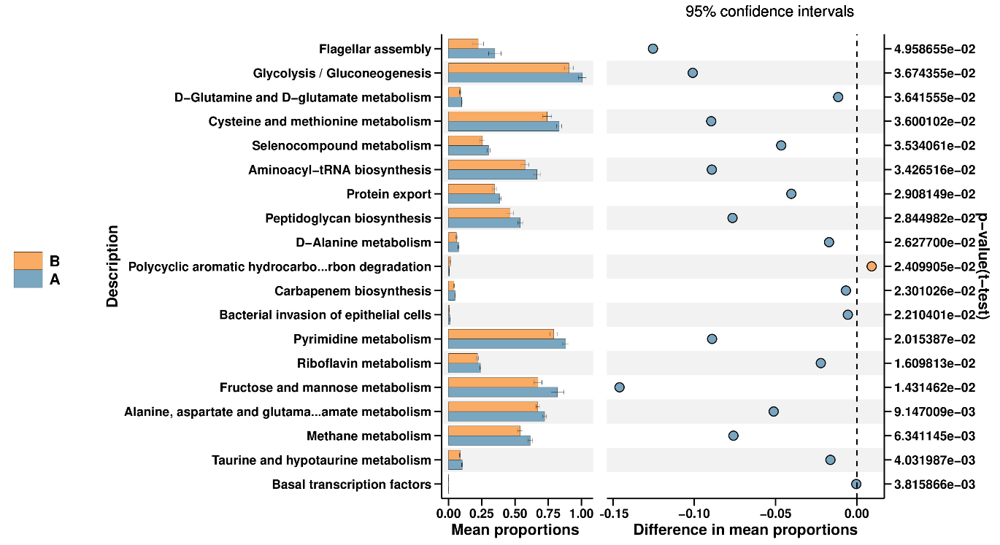 95% confidence intervals
Flagellar assembly 4.958655e−02
Glycolysis / Gluconeogenesis 3.674355e−02
D−Glutamine and D−glutamate metabolism 3.641555e−02
Cysteine and methionine metabolism 3.600102e−02
Selenocompound metabolism 3.534061e−02
Aminoacyl−tRNA biosynthesis 3.426516e−02
Protein export 2.908149e−02
Peptidoglycan biosynthesis 2.844982e−02
D−Alanine metabolism 2.627700e−02
Polycyclic aromatic hydrocarbo...rbon degradation 2.409905e−02
Carbapenem biosynthesis 2.301026e−02
Bacterial invasion of epithelial cells 2.210401e−02
Pyrimidine metabolism 2.015387e−02
Riboflavin metabolism 1.609813e−02
Fructose and mannose metabolism 1.431462e−02
Alanine, aspartate and glutama...amate metabolism 9.147009e−03
Methane metabolism 6.341145e−03
Taurine and hypotaurine metabolism 4.031987e−03
Basal transcription factors 3.815866e−03
B
A
Description
p−value(t−test)
0.00 0.25 0.50 0.75 1.00 −0.15 −0.10 −0.05 0.00
Mean proportions Difference in mean proportions